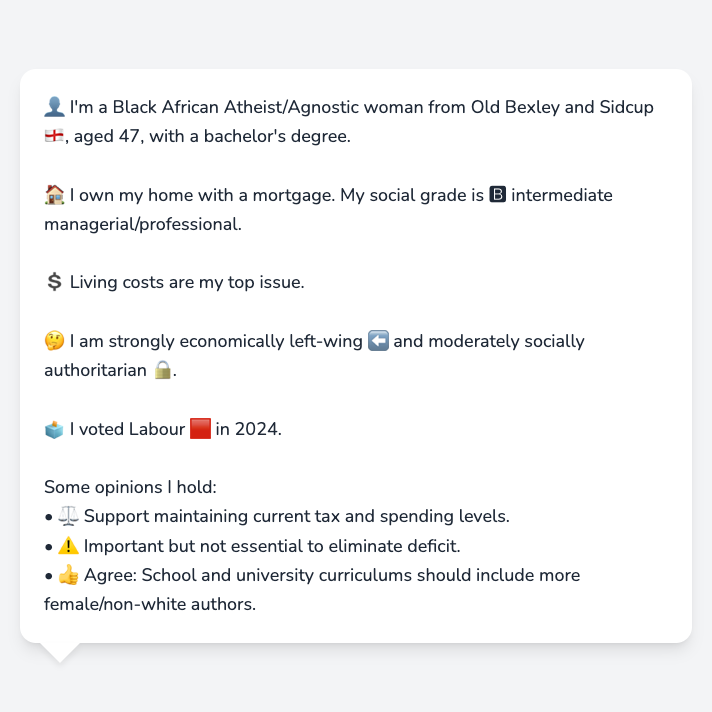 👤 I'm a Black African Atheist/Agnostic woman from Old Bexley and Sidcup
🏴󠁧󠁢󠁥󠁮󠁧󠁿, aged 47, with a bachelor's degree.
🏠 I own my home with a mortgage. My social grade is 🅱 intermediate
managerial/professional.
💲 Living costs are my top issue.
🤔 I am strongly economically left-wing ⬅️ and moderately socially
authoritarian 🔒.
🗳️ I voted Labour 🟥 in 2024.
Some opinions I hold:
• ⚖️ Support maintaining current tax and spending levels.
• ⚠️ Important but not essential to eliminate deficit.
• 👍 Agree: School and university curriculums should include more
female/non-white authors.